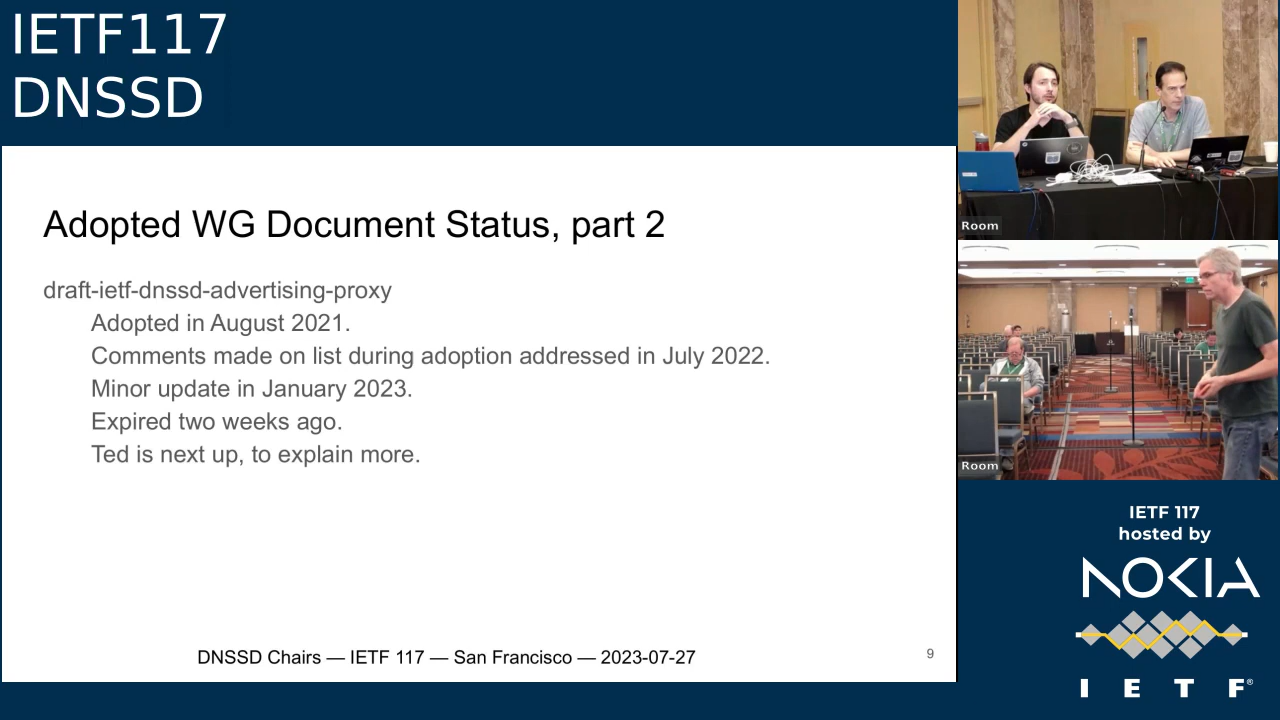 IETF117
DNSSD
Adopted WG Document Status, part 2
draft-ietf-dnssd-advertising-proxy
Adopted in August 2021.
Comments made on list during adoption addressed in July 2022.
Minor update in January 2023.
Expired two weeks ago.
Ted is next up, to explain more.
DNSSD Chairs — IETF 117 — San Francisco — 2023-07-27
9
Room
Room
IETF 117
hosted by
NOKIA
I E T F®